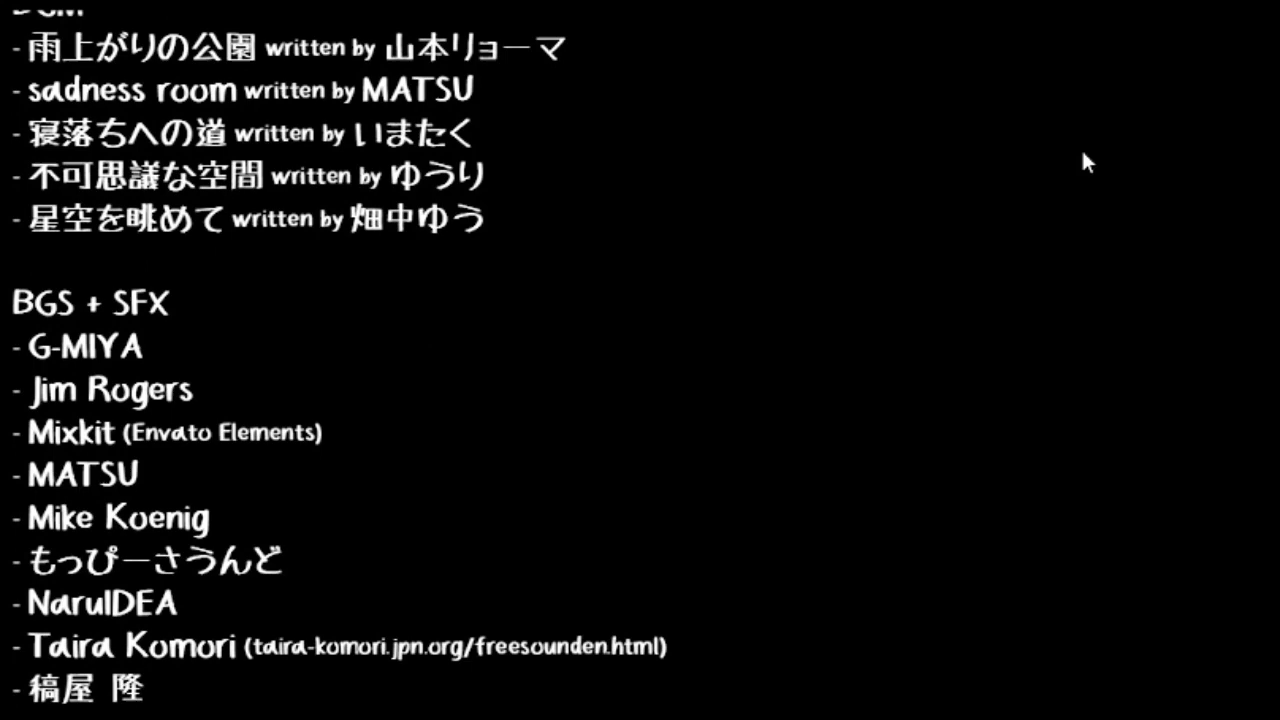 BGM
- 雨上がりの公園 written by 山本リョーマ
- sadness room written by MATSU
- 寝落ちへの道 written by いまたく
- 不可思議な空間 written by ゆうり
- 星空を眺めて written by 畑中ゆう
BGS + SFX
- G-MIYA
- Jim Rogers
- Mixkit (Envato Elements)
- MATSU
- Mike Koenig
- もっぴーさうんど
- NaruIDEA
- Taira Komori (taira-komori.jpn.org/freesounden.html)
- 稿屋 隆